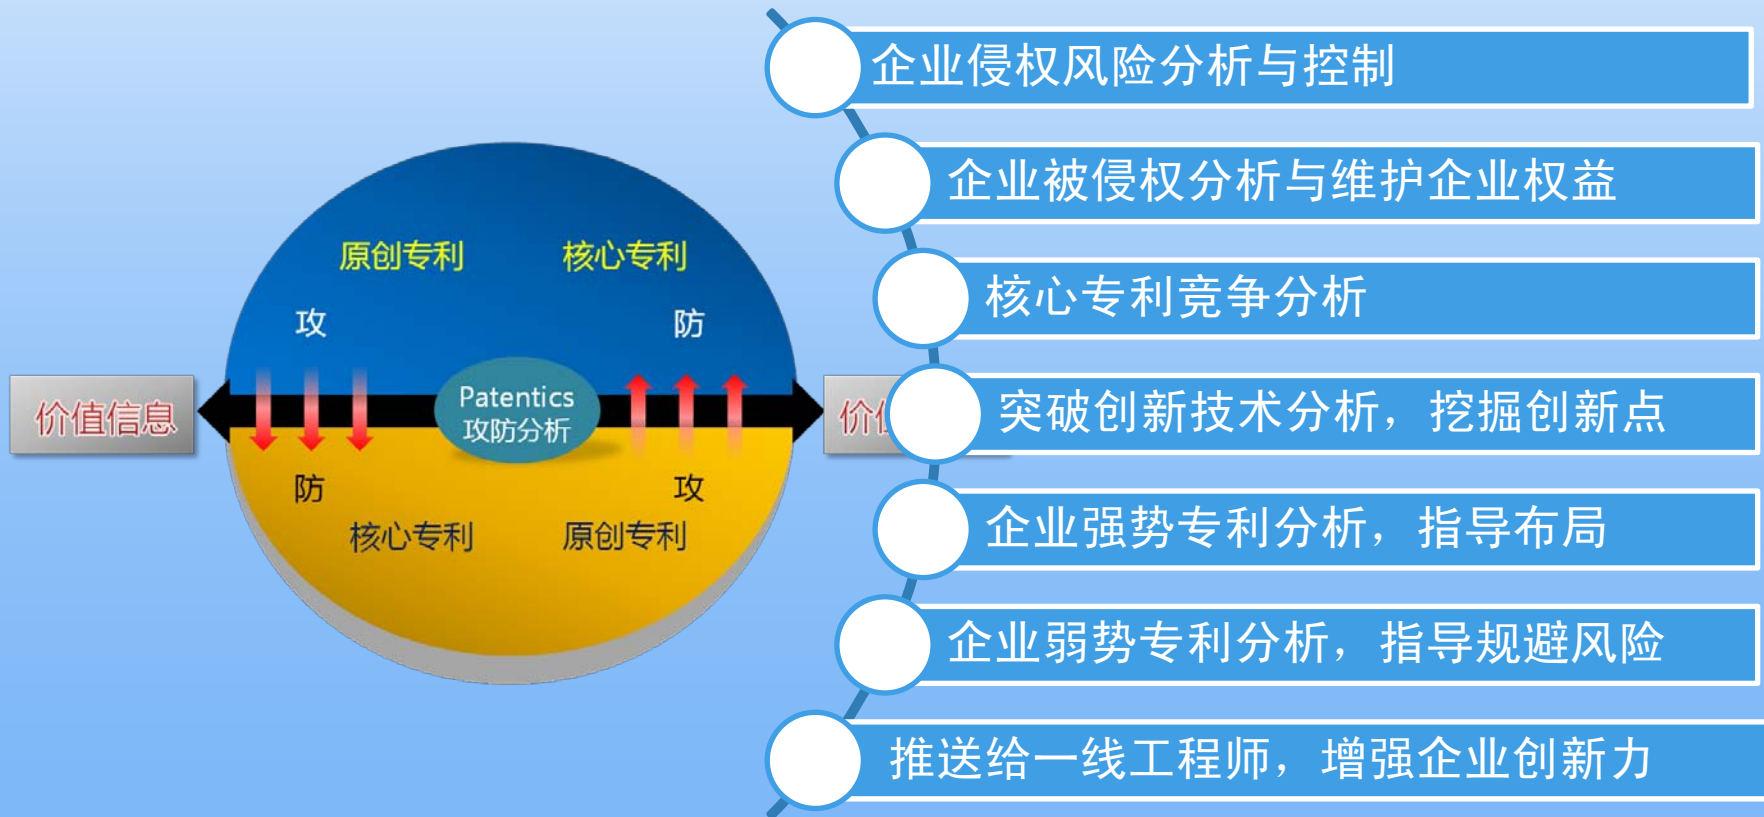 原创专利
核心专利
攻
防
价值信息
Patentics
攻防分析
防
攻
核心专利
原创专利
价
企业侵权风险分析与控制
企业被侵权分析与维护企业权益
核心专利竞争分析
突破创新技术分析，挖掘创新点
企业强势专利分析，指导布局
企业弱势专利分析，指导规避风险
推送给一线工程师，增强企业创新力